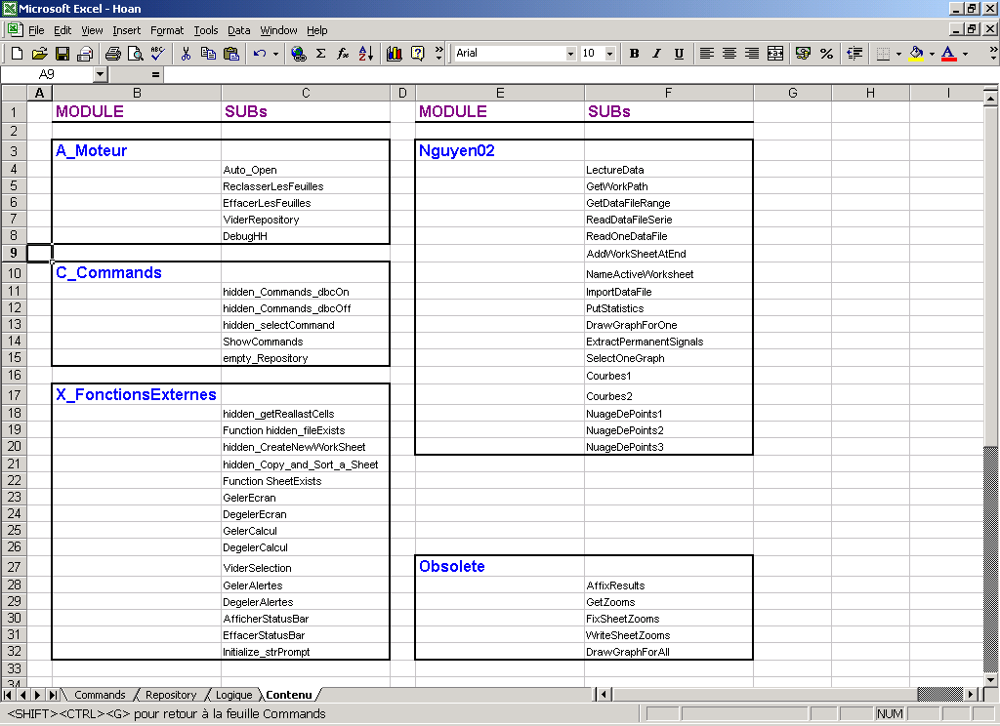 Microsoft Excel - Hoan
File Edit View Insert Format Tools Data Window Help
Arial 10 B I U %
A9 =
A B C D E F G H I
1 MODULE SUBs MODULE SUBs
2
3 A_Moteur Nguyen02
4 Auto_Open LectureData
5 ReclasserLesFeuilles GetWorkPath
6 EffacerLesFeuilles GetDataFileRange
7 ViderRepository ReadDataFileSerie
8 DebugHH ReadOneDataFile
9 AddWorkSheetAtEnd
10 C_Commands NameActiveWorksheet
11 hidden_Commands_dbcOn ImportDataFile
12 hidden_Commands_dbcOff PutStatistics
13 hidden_selectCommand DrawGraphForOne
14 ShowCommands ExtractPermanentSignals
15 empty_Repository SelectOneGraph
16 Courbes1
17 X_FonctionsExternes Courbes2
18 hidden_getReallastCells NuageDePoints1
19 Function hidden_fileExists NuageDePoints2
20 hidden_CreateNewWorkSheet NuageDePoints3
21 hidden_Copy_and_Sort_a_Sheet
22 Function SheetExists
23 GelerEcran
24 DegelerEcran
25 GelerCalcul
26 DegelerCalcul
27 ViderSelection Obsolete
28 GelerAlertes AffixResults
29 DegelerAlertes GetZooms
30 AfficherStatusBar FixSheetZooms
31 EffacerStatusBar WriteSheetZooms
32 Initialize_strPrompt DrawGraphForAll
33
34
Commands Repository Logique Contenu
<SHIFT><CTRL><G> pour retour à la feuille Commands NUM